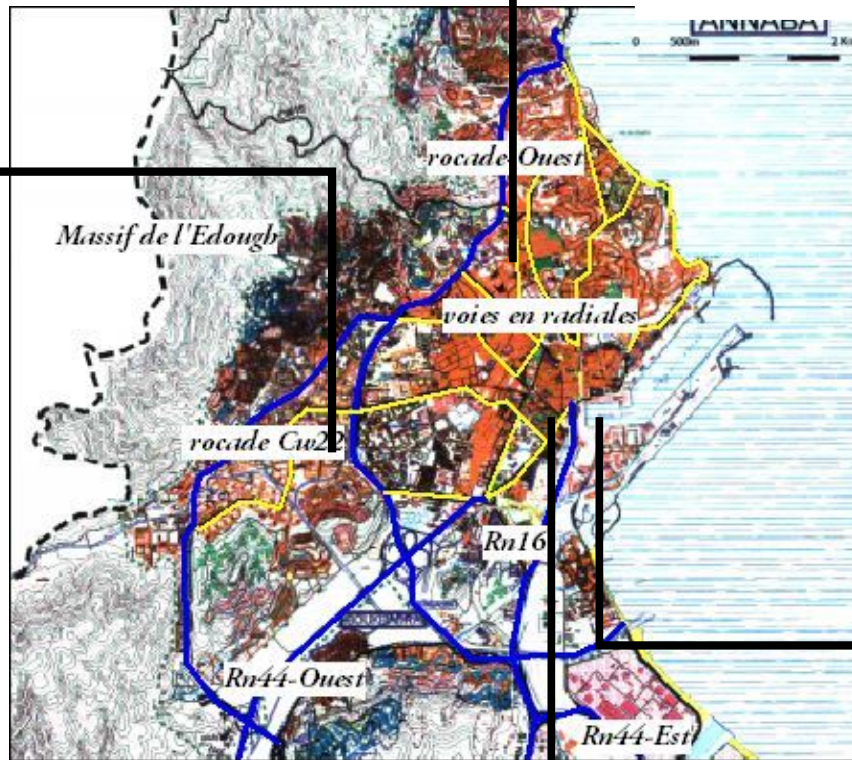 ANNABA
0 500m 2 Km
rocade-Ouest
Massif de l'Edough
voies en radiales
rocade Cw22
Rn16
Rn44-Ouest
Rn44-Est